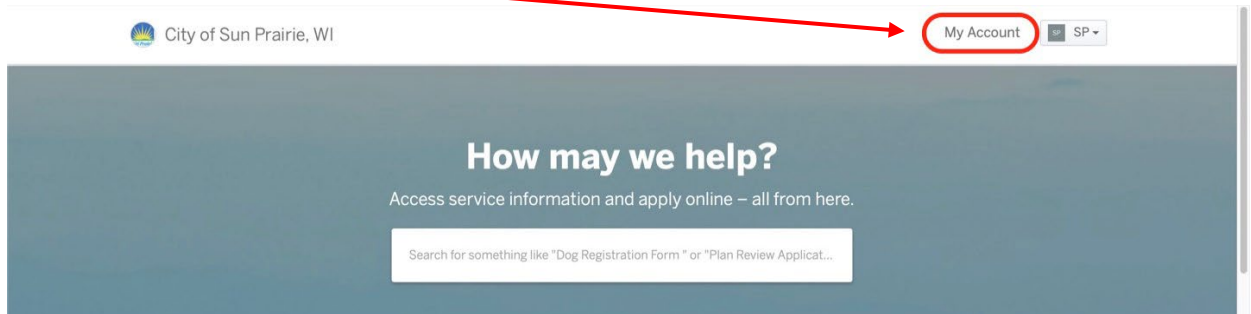 City of Sun Prairie, WI
My Account
SP SP
How may we help?
Access service information and apply online – all from here.
Search for something like "Dog Registration Form " or "Plan Review Applicat...